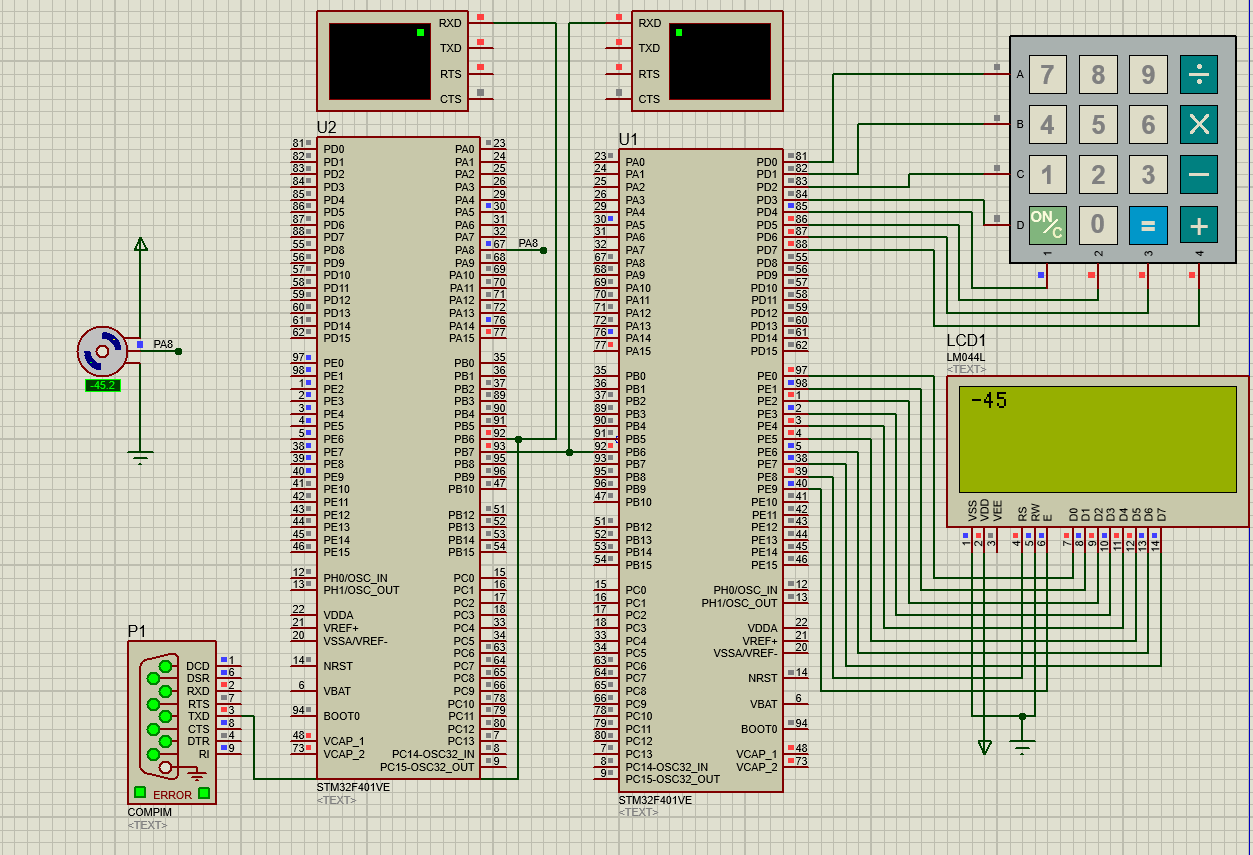 RXD
TXD
RTS
CTS
RXD
TXD
RTS
CTS
A
B
C
D
7 8 9 ÷
4 5 6 ×
1 2 3 −
ON/C 0 = +
1 2 3 4
U2
81 PD0 PA0 23
82 PD1 PA1 24
83 PD2 PA2 25
84 PD3 PA3 26
85 PD4 PA4 29
86 PD5 PA5 30
87 PD6 PA6 31
88 PD7 PA7 32
55 PD8 PA8 67 PA8
56 PD9 PA9 68
57 PD10 PA10 69
58 PD11 PA11 70
59 PD12 PA12 71
60 PD13 PA13 72
61 PD14 PA14 76
62 PD15 PA15 77
97 PE0 PB0 35
98 PE1 PB1 36
1 PE2 PB2 37
2 PE3 PB3 89
3 PE4 PB4 90
4 PE5 PB5 91
5 PE6 PB6 92
38 PE7 PB7 93
39 PE8 PB8 95
40 PE9 PB9 96
41 PE10 PB10 47
42 PE11
43 PE12 PB12 51
44 PE13 PB13 52
45 PE14 PB14 53
46 PE15 PB15 54
12 PH0/OSC_IN PC0 15
13 PH1/OSC_OUT PC1 16
PC2 17
22 VDDA PC3 18
21 VREF+ PC4 33
20 VSSA/VREF- PC5 34
PC6 63
14 NRST PC7 64
PC8 65
6 VBAT PC9 66
PC10 78
94 BOOT0 PC11 79
PC12 80
48 VCAP_1 PC13 7
73 VCAP_2 PC14-OSC32_IN 8
PC15-OSC32_OUT 9
STM32F401VE
<TEXT>
U1
23 PA0 PD0 81
24 PA1 PD1 82
25 PA2 PD2 83
26 PA3 PD3 84
29 PA4 PD4 85
30 PA5 PD5 86
31 PA6 PD6 87
32 PA7 PD7 88
67 PA8 PD8 55
68 PA9 PD9 56
69 PA10 PD10 57
70 PA11 PD11 58
71 PA12 PD12 59
72 PA13 PD13 60
76 PA14 PD14 61
77 PA15 PD15 62
35 PB0 PE0 97
36 PB1 PE1 98
37 PB2 PE2 1
89 PB3 PE3 2
90 PB4 PE4 3
91 PB5 PE5 4
92 PB6 PE6 5
93 PB7 PE7 38
95 PB8 PE8 39
96 PB9 PE9 40
47 PB10 PE10 41
PE11 42
51 PB12 PE12 43
52 PB13 PE13 44
53 PB14 PE14 45
54 PB15 PE15 46
15 PC0 PH0/OSC_IN 12
16 PC1 PH1/OSC_OUT 13
17 PC2
18 PC3 VDDA 22
33 PC4 VREF+ 21
34 PC5 VSSA/VREF- 20
63 PC6
64 PC7 NRST 14
65 PC8
66 PC9 VBAT 6
78 PC10
79 PC11 BOOT0 94
80 PC12
7 PC13 VCAP_1 48
8 PC14-OSC32_IN VCAP_2 73
9 PC15-OSC32_OUT
STM32F401VE
<TEXT>
PA8
-45.2
LCD1
LM044L
<TEXT>
-45
VSS VDD VEE RS RW E D0 D1 D2 D3 D4 D5 D6 D7
1 2 3 4 5 6 7 8 9 10 11 12 13 14
P1
DCD 1
DSR 6
RXD 2
RTS 7
TXD 3
CTS 8
DTR 4
RI 9
ERROR
COMPIM
<TEXT>